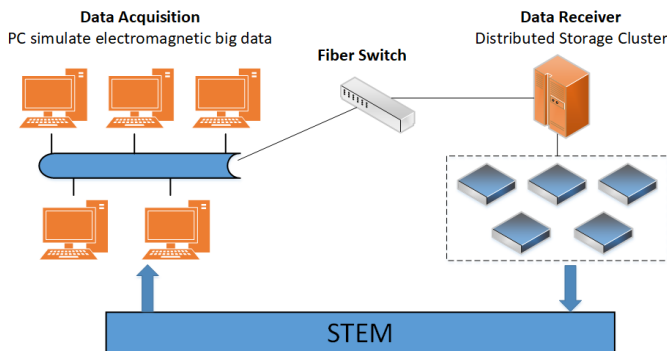 Data Acquisition
PC simulate electromagnetic big data
Fiber Switch
Data Receiver
Distributed Storage Cluster
STEM